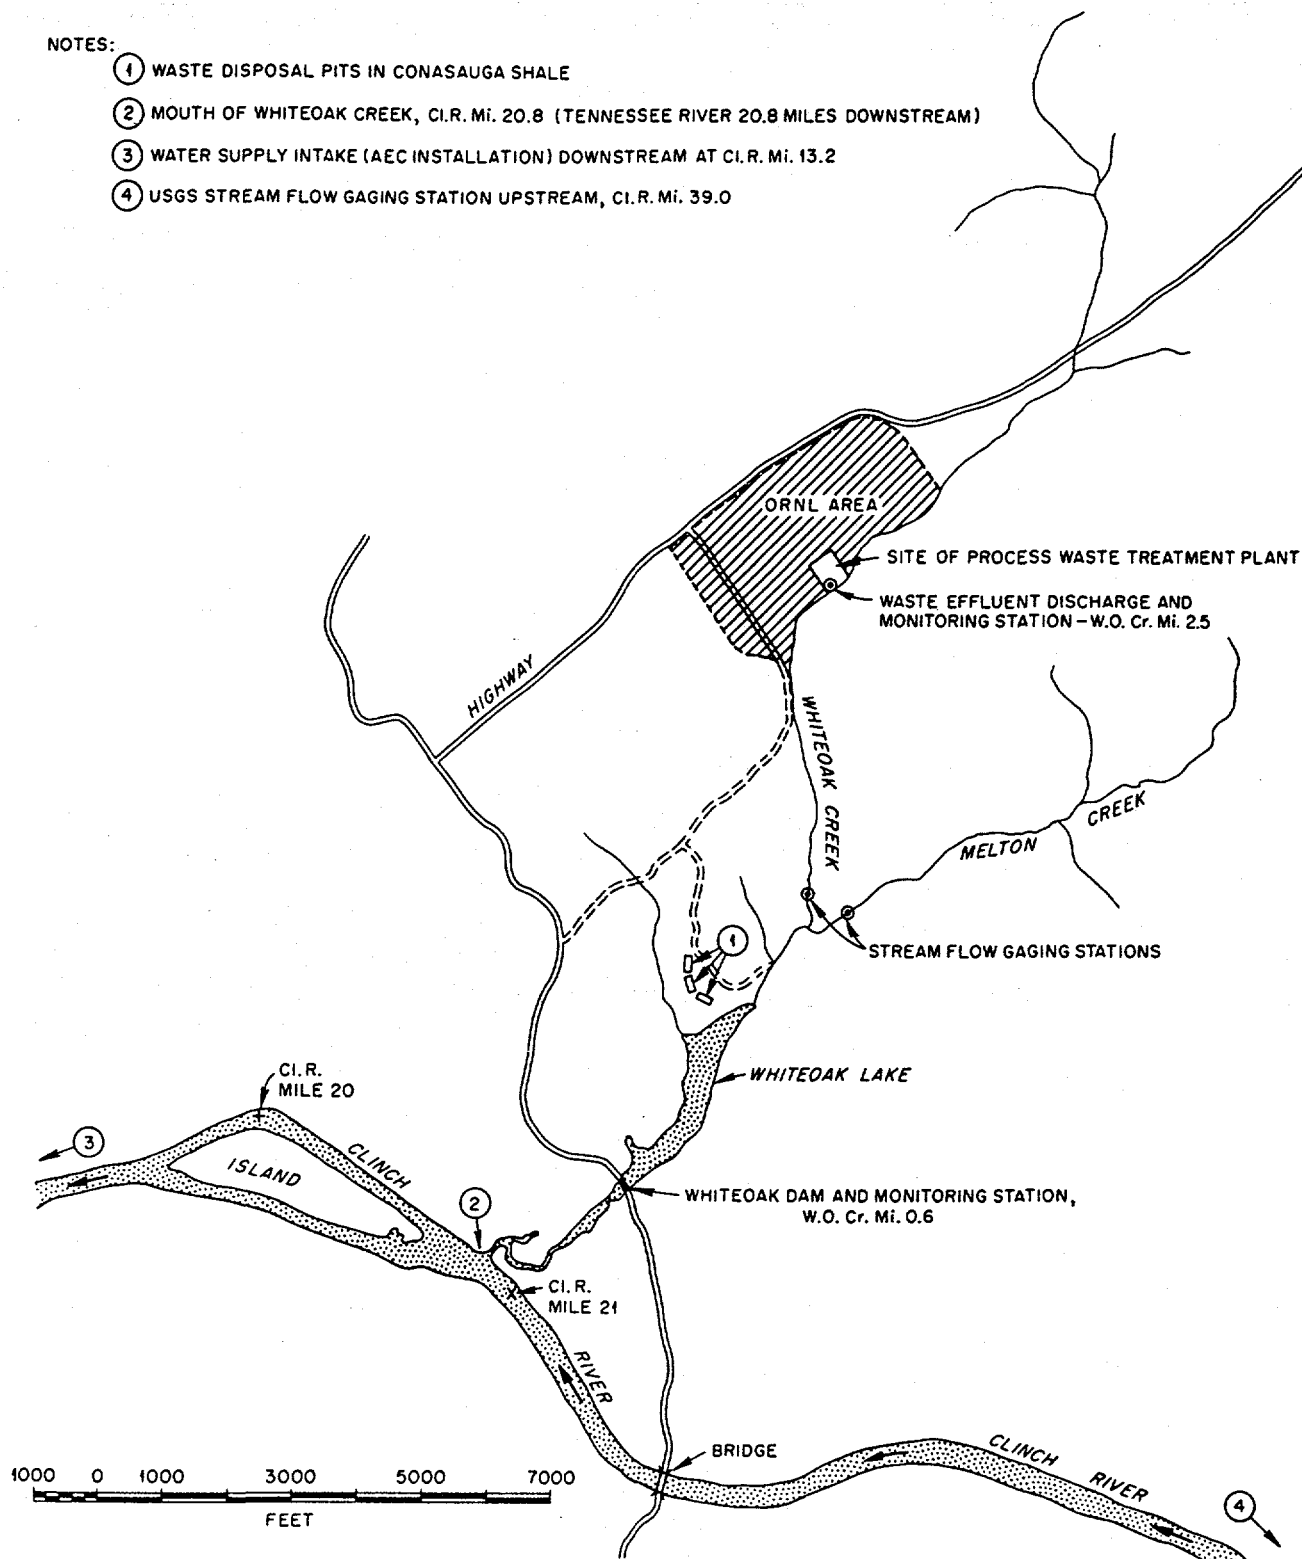 NOTES:
1 WASTE DISPOSAL PITS IN CONASAUGA SHALE
2 MOUTH OF WHITEOAK CREEK, Cl.R. Mi. 20.8 (TENNESSEE RIVER 20.8 MILES DOWNSTREAM)
3 WATER SUPPLY INTAKE (AEC INSTALLATION) DOWNSTREAM AT Cl.R. Mi. 13.2
4 USGS STREAM FLOW GAGING STATION UPSTREAM, Cl.R. Mi. 39.0
ORNL AREA
SITE OF PROCESS WASTE TREATMENT PLANT
WASTE EFFLUENT DISCHARGE AND
MONITORING STATION – W.O. Cr. Mi. 2.5
HIGHWAY
WHITEOAK CREEK
MELTON CREEK
1
STREAM FLOW GAGING STATIONS
WHITEOAK LAKE
Cl.R.
MILE 20
3
ISLAND
CLINCH
2
WHITEOAK DAM AND MONITORING STATION,
W.O. Cr. Mi. 0.6
Cl.R.
MILE 21
RIVER
BRIDGE
CLINCH RIVER
4
1000 0 1000 3000 5000 7000
FEET